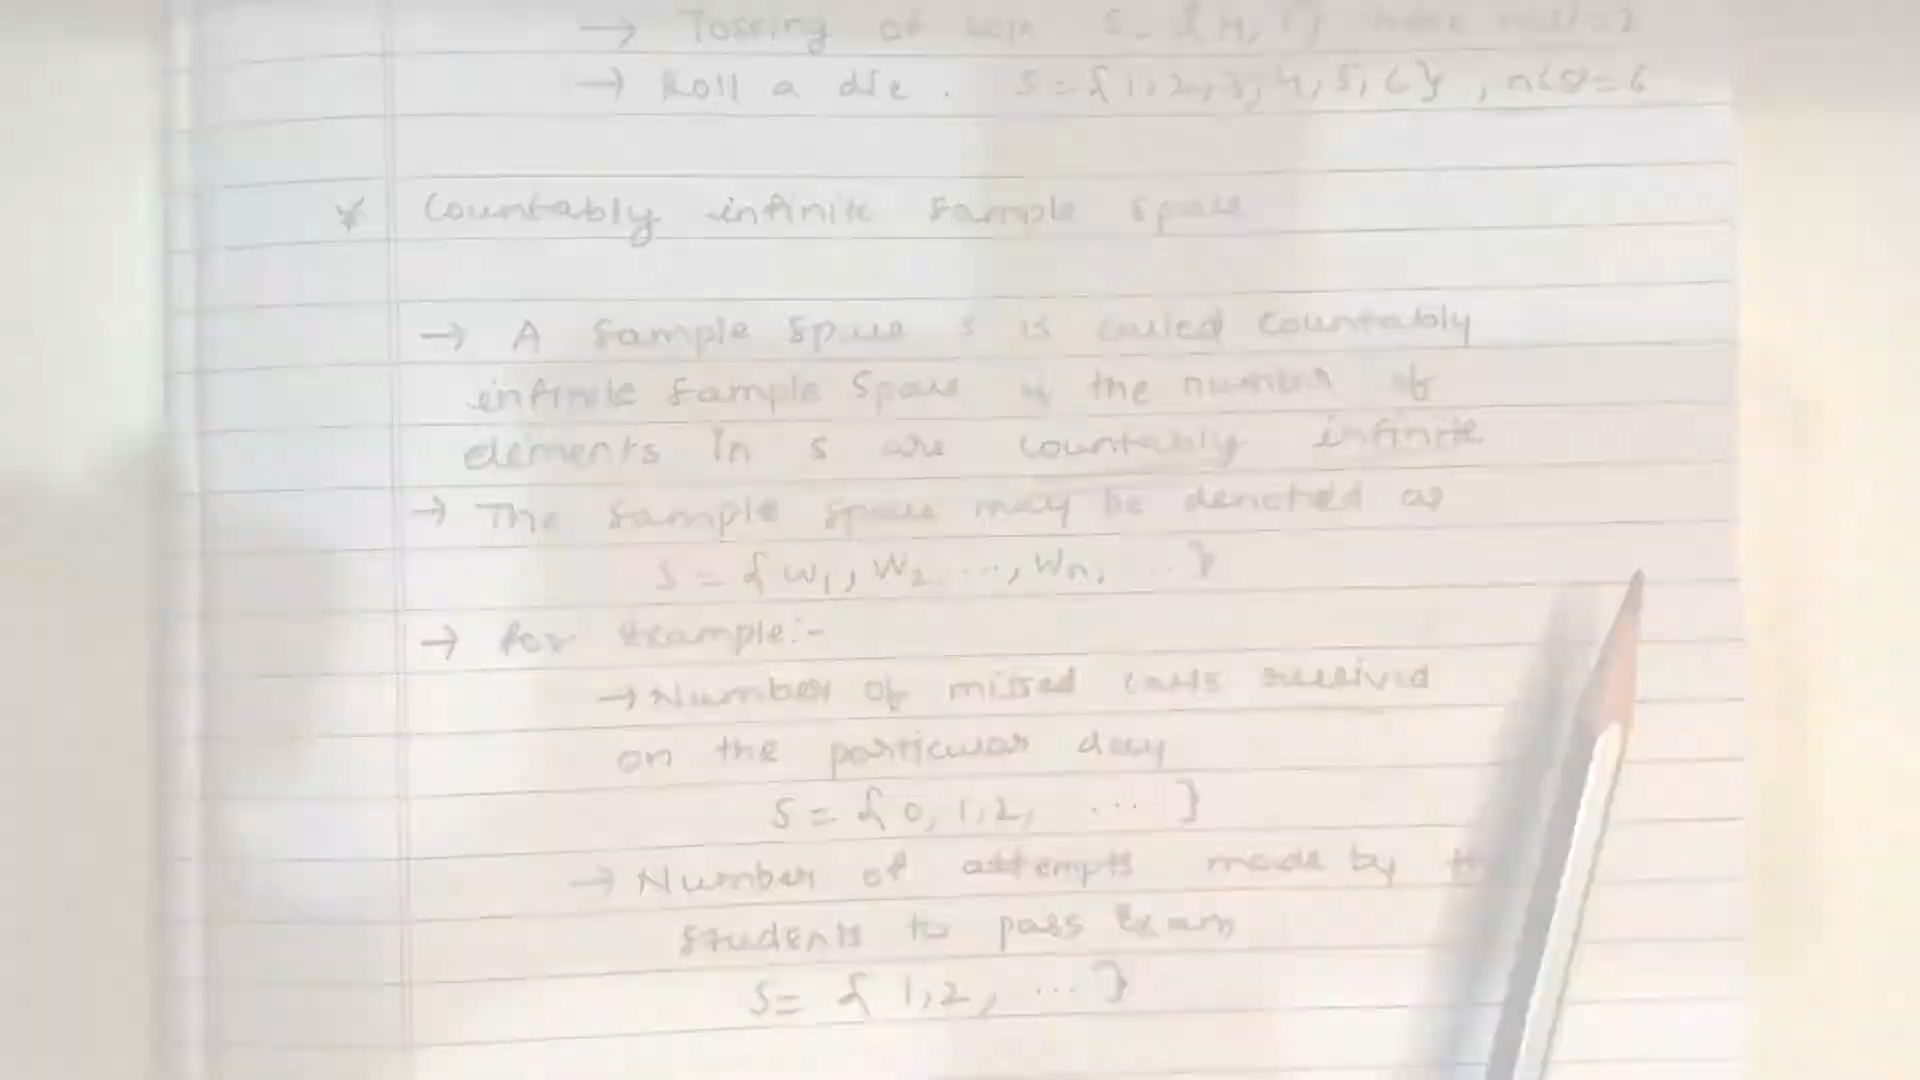 → Tossing of coin S = {H, T} n(s)=2
→ Roll a die . S = {1,2,3,4,5,6} , n(s)=6
* Countably infinite sample space
→ A sample space S is called countably
infinite sample space if the number of
elements in S are countably infinite
→ The sample space may be denoted as
S = {w1, W2 ..., Wn, ... }
→ for example:-
→ Number of missed calls received
on the particular day
S = { 0, 1, 2, ... }
→ Number of attempts made by
students to pass Exam
S = { 1, 2, ... }